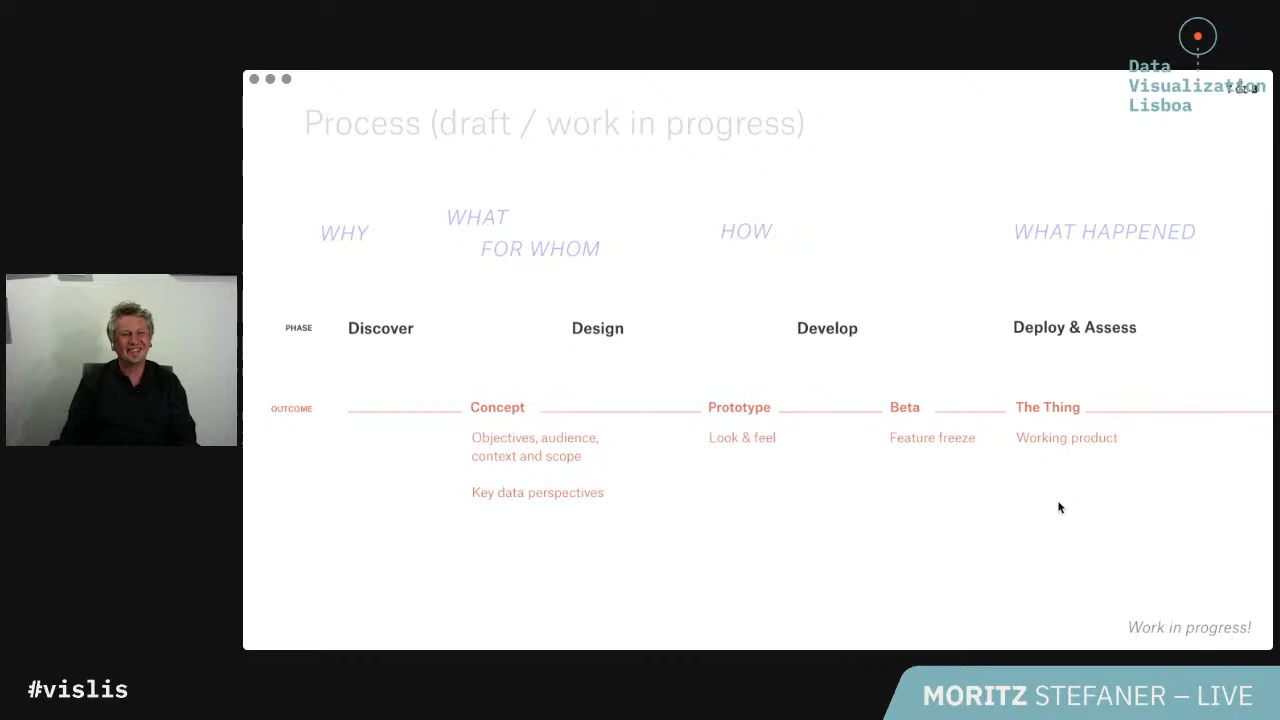 Data
Visualization
Lisboa
Process (draft / work in progress)
WHY
WHAT
FOR WHOM
HOW
WHAT HAPPENED
PHASE
Discover
Design
Develop
Deploy & Assess
OUTCOME
Concept
Prototype
Beta
The Thing
Objectives, audience,
context and scope
Key data perspectives
Look & feel
Feature freeze
Working product
Work in progress!
#vislis
MORITZ STEFANER – LIVE